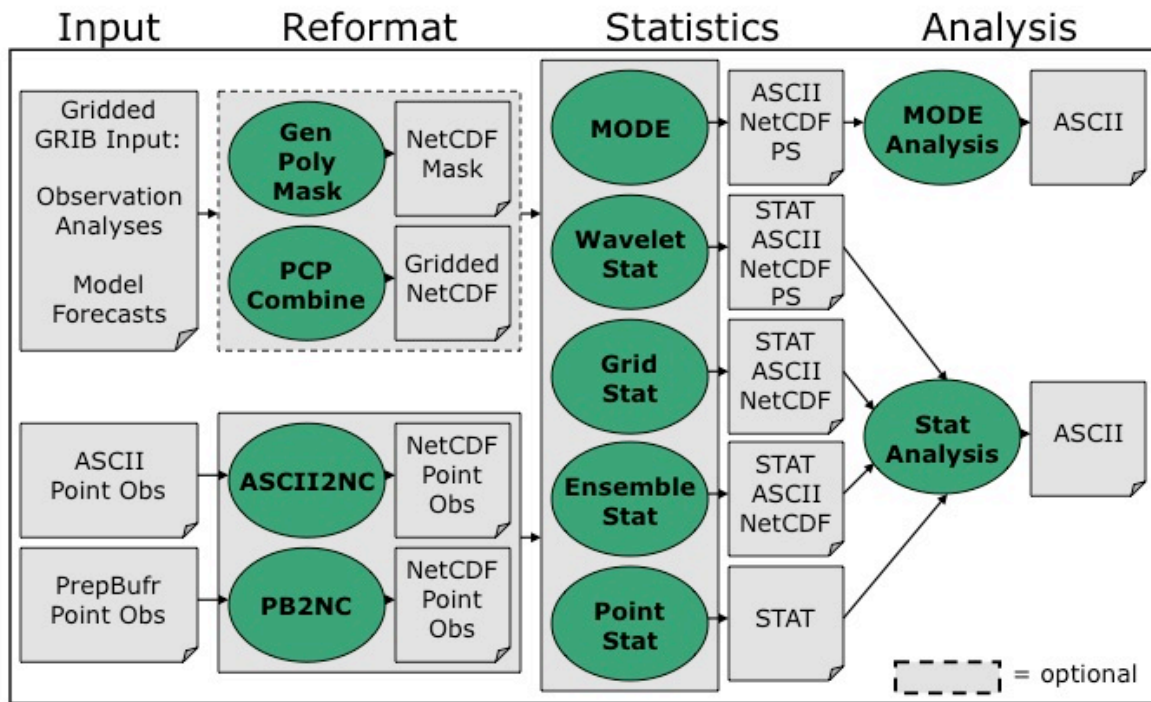 Input
Reformat
Statistics
Analysis
Gridded
GRIB Input:
Observation
Analyses
Model
Forecasts
Gen
Poly
Mask
NetCDF
Mask
PCP
Combine
Gridded
NetCDF
ASCII
Point Obs
ASCII2NC
NetCDF
Point
Obs
PrepBufr
Point Obs
PB2NC
NetCDF
Point
Obs
MODE
ASCII
NetCDF
PS
MODE
Analysis
ASCII
Wavelet
Stat
STAT
ASCII
NetCDF
PS
Grid
Stat
STAT
ASCII
NetCDF
Ensemble
Stat
STAT
ASCII
NetCDF
Point
Stat
STAT
Stat
Analysis
ASCII
= optional